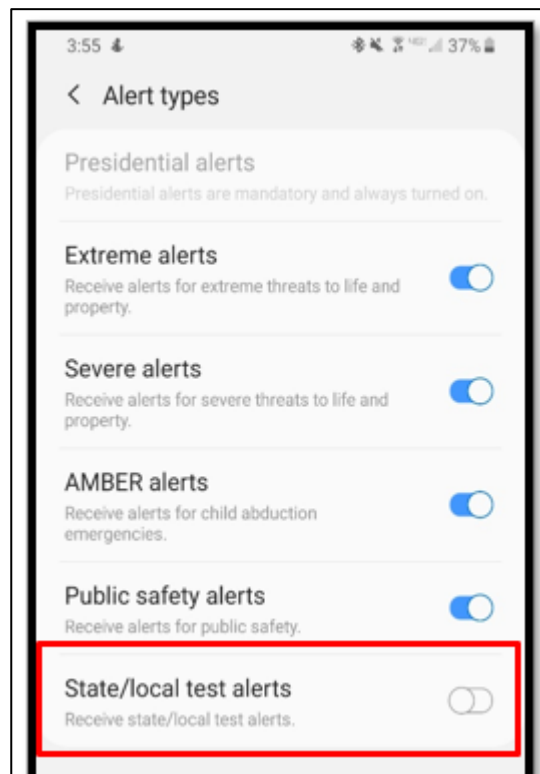 3:55 37%
Alert types
Presidential alerts
Presidential alerts are mandatory and always turned on.
Extreme alerts
Receive alerts for extreme threats to life and
property.
Severe alerts
Receive alerts for severe threats to life and
property.
AMBER alerts
Receive alerts for child abduction
emergencies.
Public safety alerts
Receive alerts for public safety.
State/local test alerts
Receive state/local test alerts.